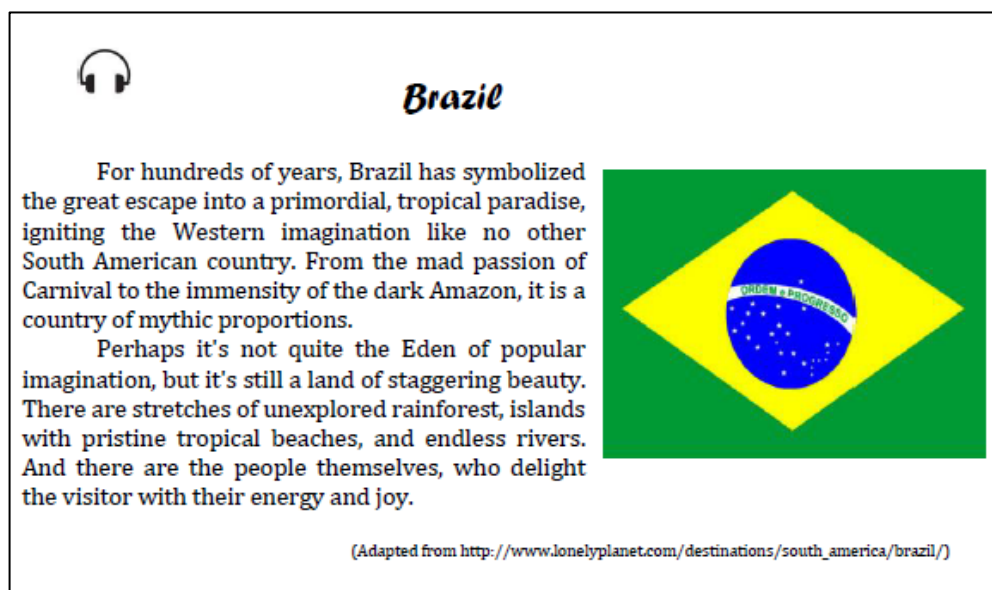 Brazil
For hundreds of years, Brazil has symbolized
the great escape into a primordial, tropical paradise,
igniting the Western imagination like no other
South American country. From the mad passion of
Carnival to the immensity of the dark Amazon, it is a
country of mythic proportions.
Perhaps it's not quite the Eden of popular
imagination, but it's still a land of staggering beauty.
There are stretches of unexplored rainforest, islands
with pristine tropical beaches, and endless rivers.
And there are the people themselves, who delight
the visitor with their energy and joy.
ORDEM E PROGRESSO
(Adapted from http://www.lonelyplanet.com/destinations/south_america/brazil/)